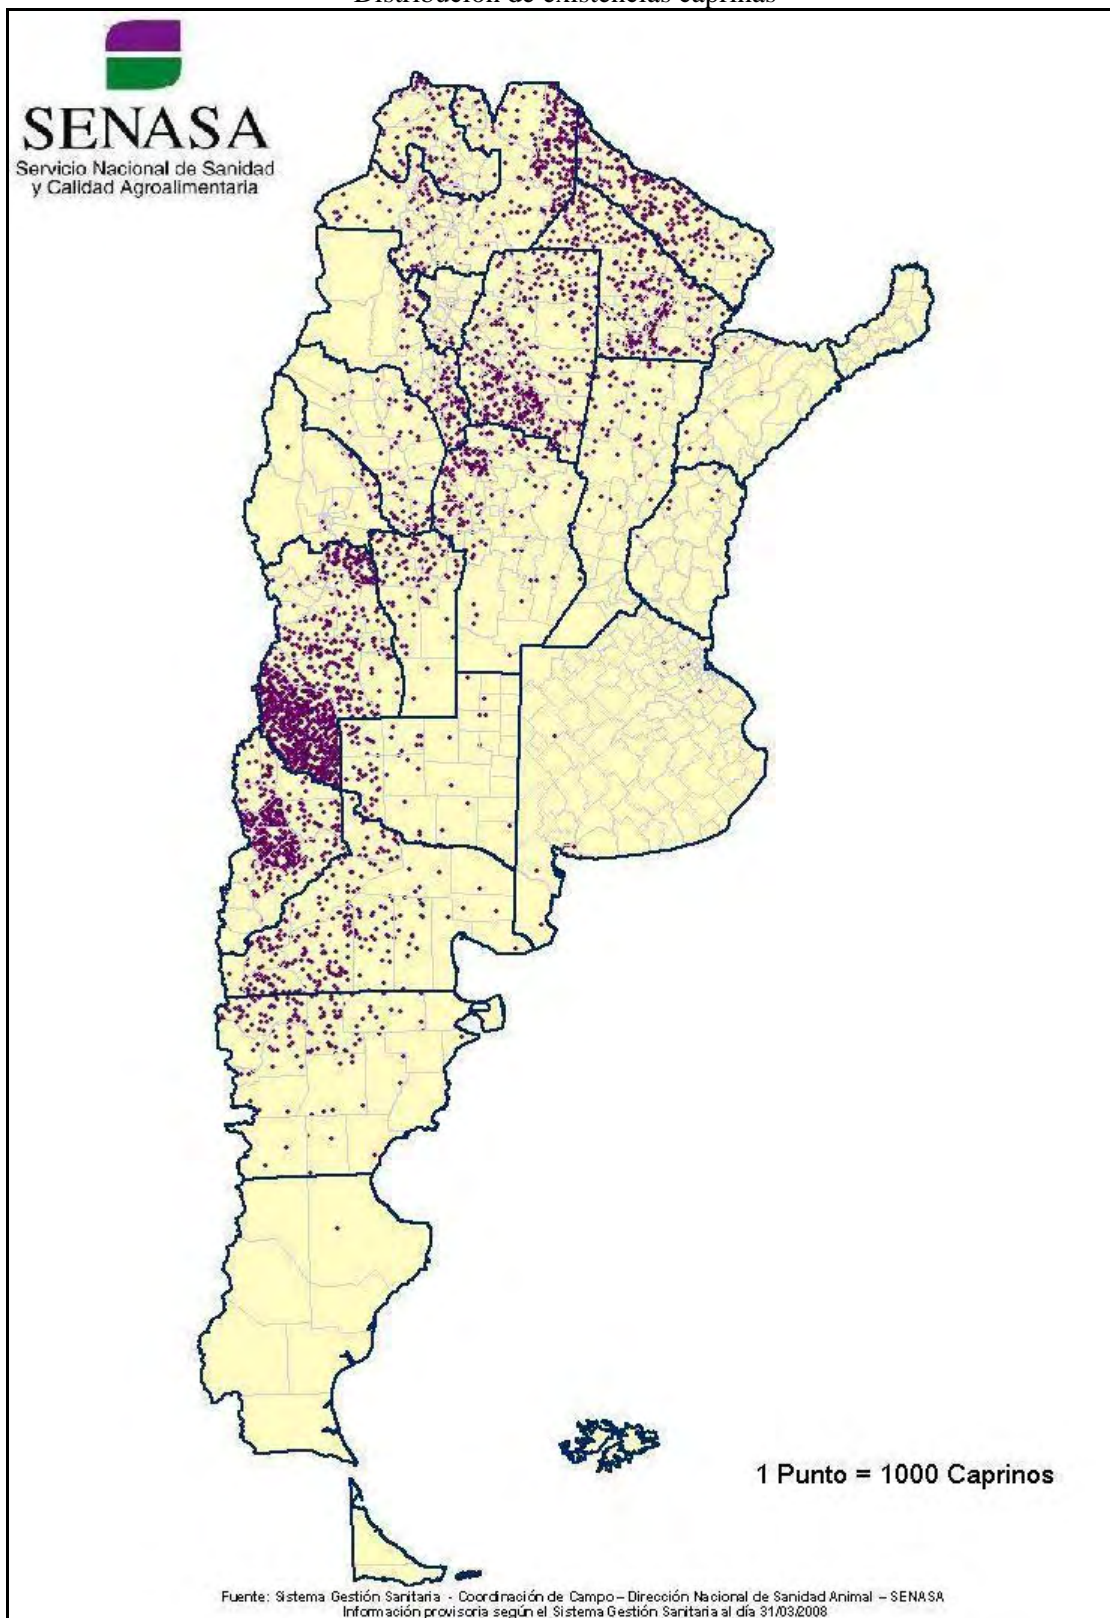 Distribución de existencias caprinas
SENASA
Servicio Nacional de Sanidad
y Calidad Agroalimentaria
1 Punto = 1000 Caprinos
Fuente: Sistema Gestión Sanitaria - Coordinación de Campo – Dirección Nacional de Sanidad Animal – SENASA
Información provisoria según el Sistema Gestión Sanitaria al día 31/03/2008